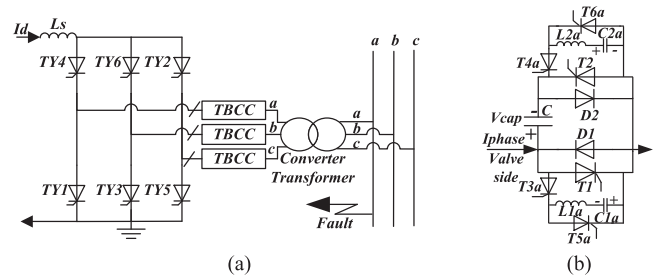 Id
Ls
TY4
TY6
TY2
a b c
TBCC
a
a
TBCC
b
b
TBCC
c
c
Converter
Transformer
TY1
TY3
TY5
Fault
(a)
T6a
L2a
C2a
+ -
T4a
T2
D2
-
C
Vcap
+
Iphase
D1
Valve
side
T1
T3a
- +
L1a
C1a
T5a
(b)